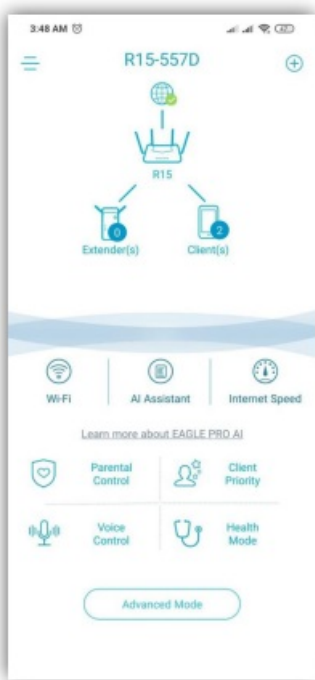 3:48 AM
R15-557D
R15
0
2
Extender(s)
Client(s)
Wi-Fi
AI Assistant
Internet Speed
Learn more about EAGLE PRO AI
Parental Control
Client Priority
Voice Control
Health Mode
Advanced Mode